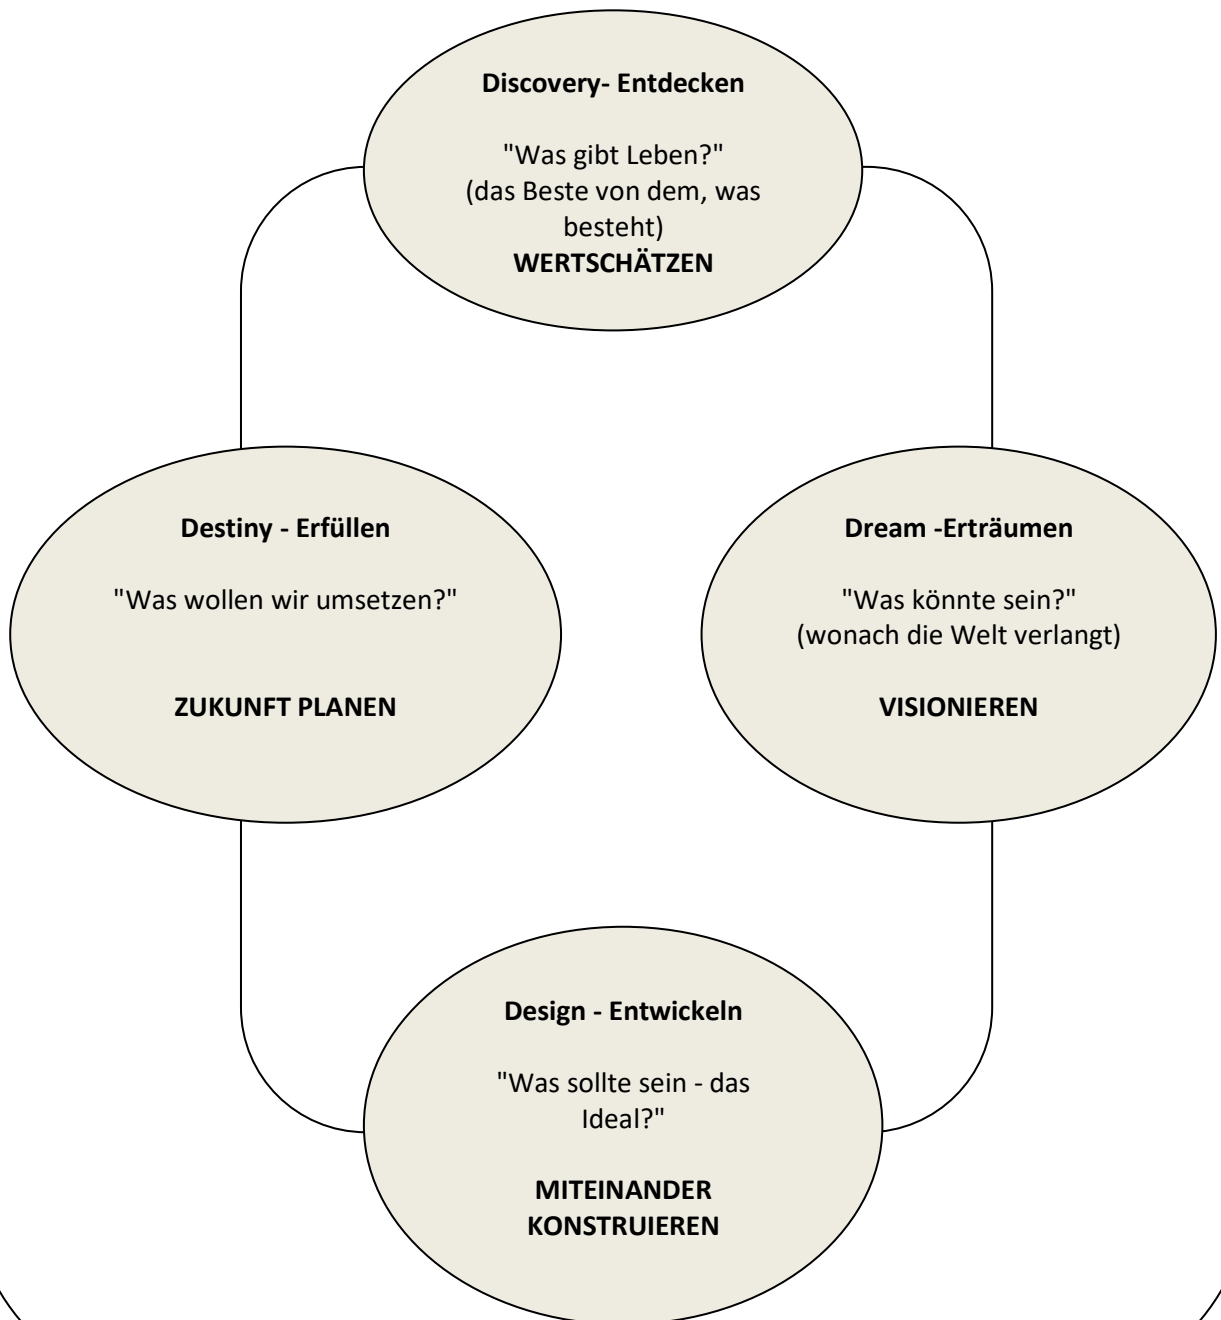 Discovery- Entdecken
"Was gibt Leben?"
(das Beste von dem, was
besteht)
WERTSCHÄTZEN
Destiny - Erfüllen
"Was wollen wir umsetzen?"
ZUKUNFT PLANEN
Dream -Erträumen
"Was könnte sein?"
(wonach die Welt verlangt)
VISIONIEREN
Design - Entwickeln
"Was sollte sein - das
Ideal?"
MITEINANDER
KONSTRUIEREN